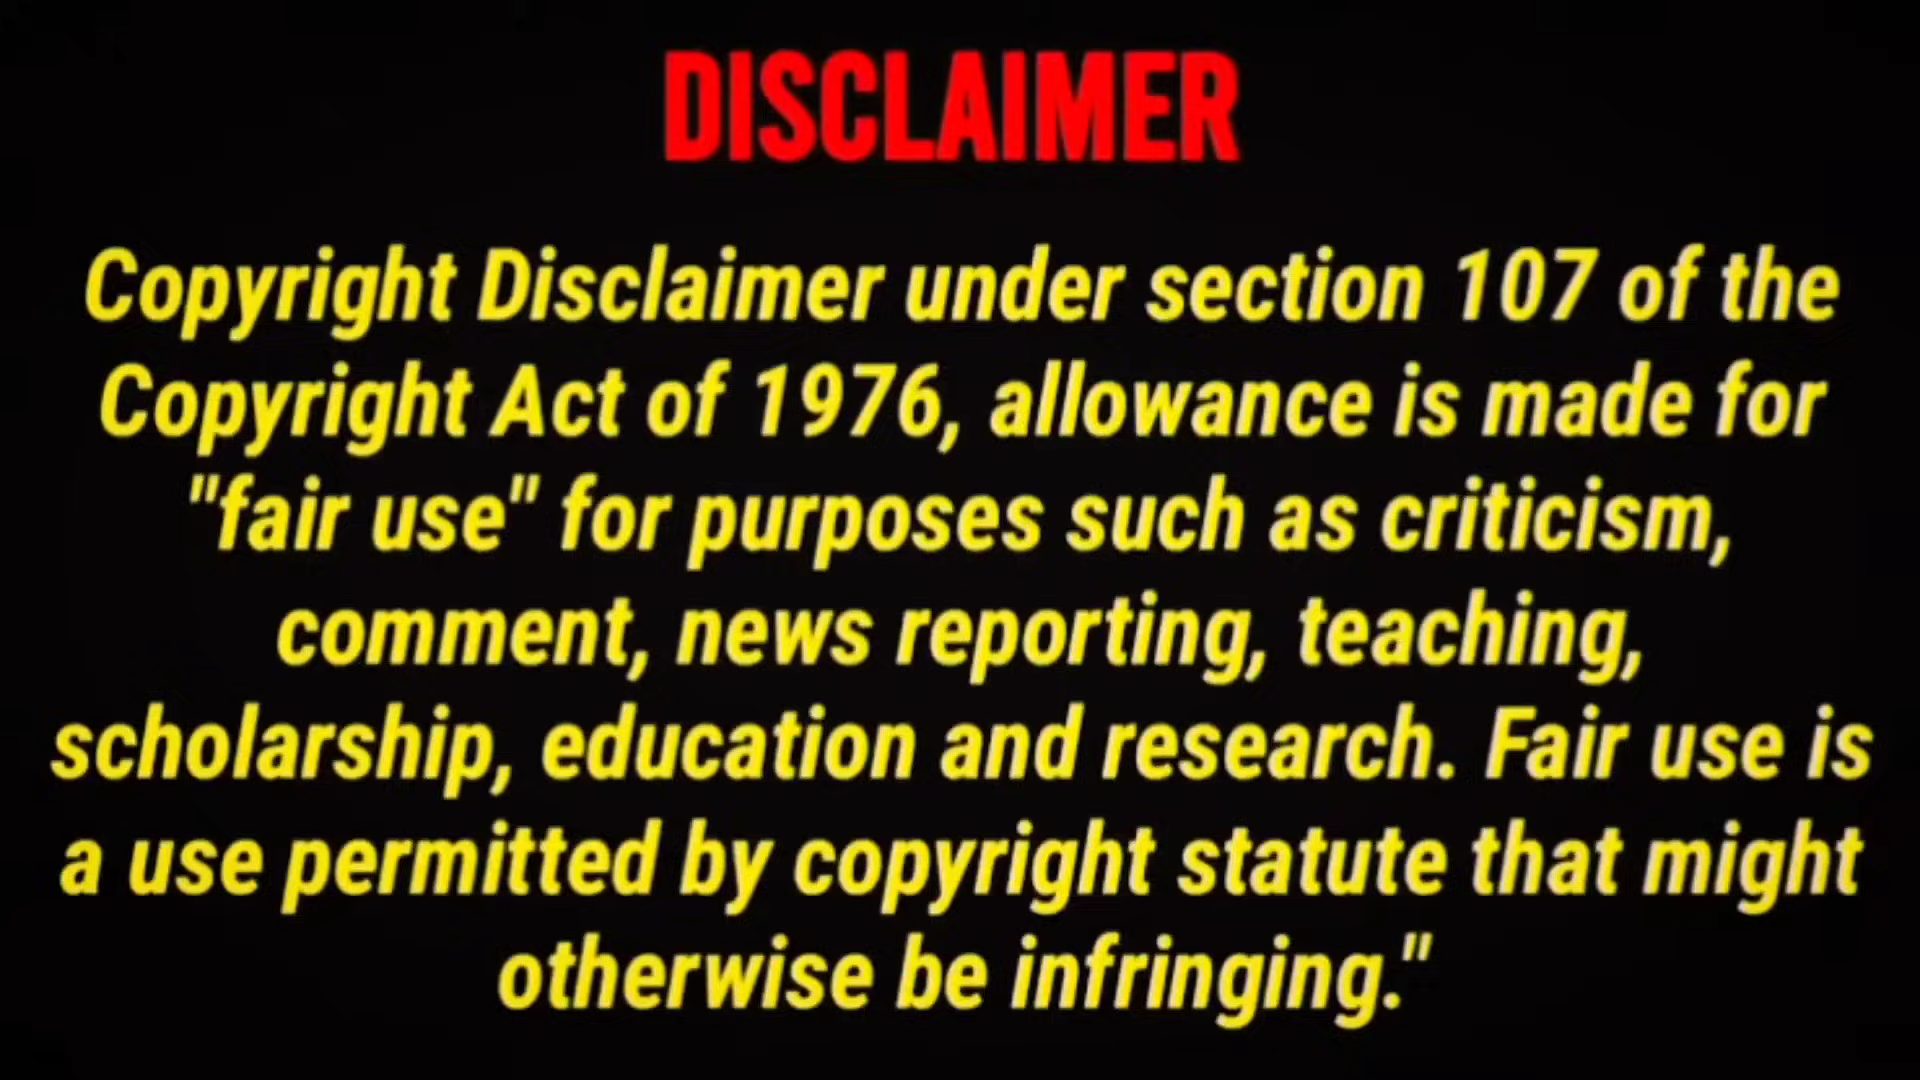 DISCLAIMER
Copyright Disclaimer under section 107 of the
Copyright Act of 1976, allowance is made for
"fair use" for purposes such as criticism,
comment, news reporting, teaching,
scholarship, education and research. Fair use is
a use permitted by copyright statute that might
otherwise be infringing."